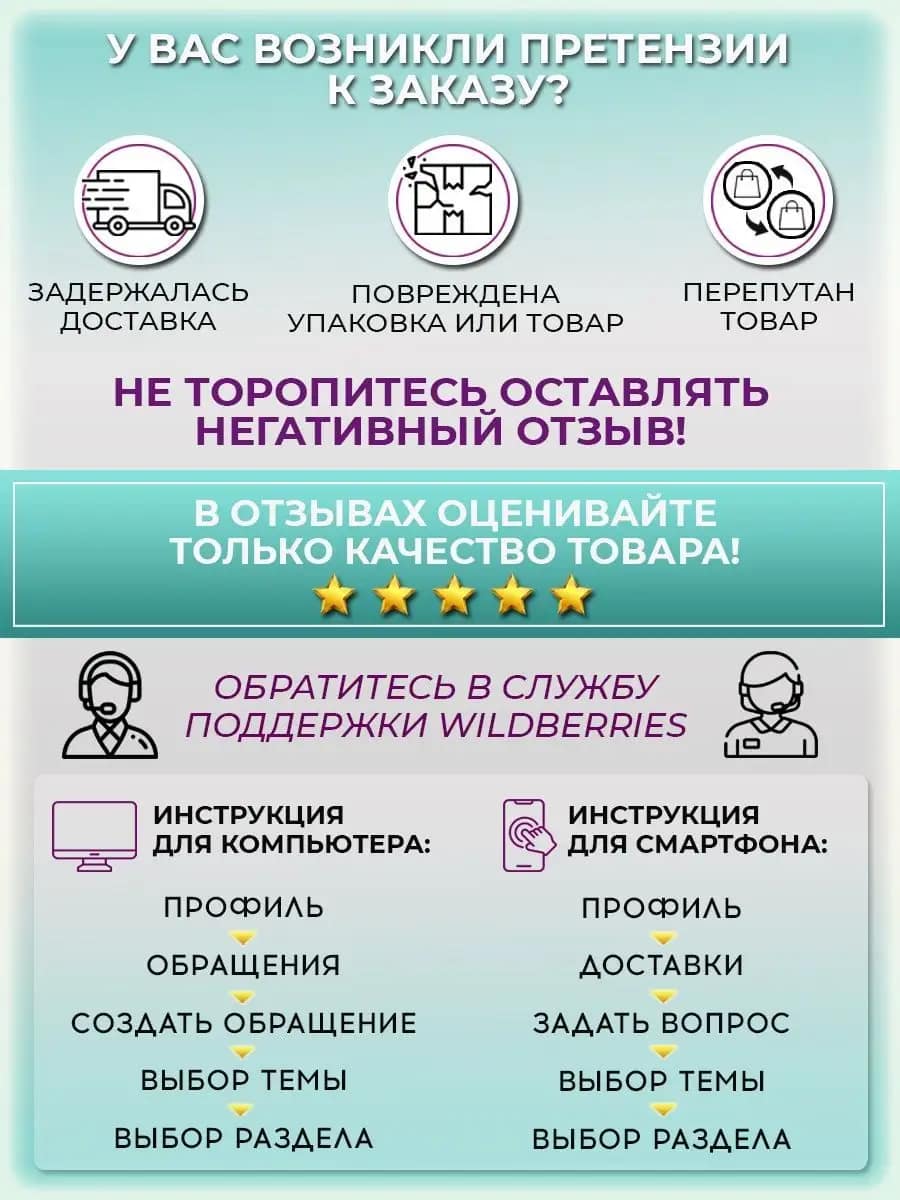 У ВАС ВОЗНИКЛИ ПРЕТЕНЗИИ
К ЗАКАЗУ?
ЗАДЕРЖАЛАСЬ
ДОСТАВКА
ПОВРЕЖДЕНА
УПАКОВКА ИЛИ ТОВАР
ПЕРЕПУТАН
ТОВАР
НЕ ТОРОПИТЕСЬ ОСТАВЛЯТЬ
НЕГАТИВНЫЙ ОТЗЫВ!
В ОТЗЫВАХ ОЦЕНИВАЙТЕ
ТОЛЬКО КАЧЕСТВО ТОВАРА!
ОБРАТИТЕСЬ В СЛУЖБУ
ПОДДЕРЖКИ WILDBERRIES
ИНСТРУКЦИЯ
ДЛЯ КОМПЬЮТЕРА:
ПРОФИЛЬ
ОБРАЩЕНИЯ
СОЗДАТЬ ОБРАЩЕНИЕ
ВЫБОР ТЕМЫ
ВЫБОР РАЗДЕЛА
ИНСТРУКЦИЯ
ДЛЯ СМАРТФОНА:
ПРОФИЛЬ
ДОСТАВКИ
ЗАДАТЬ ВОПРОС
ВЫБОР ТЕМЫ
ВЫБОР РАЗДЕЛА